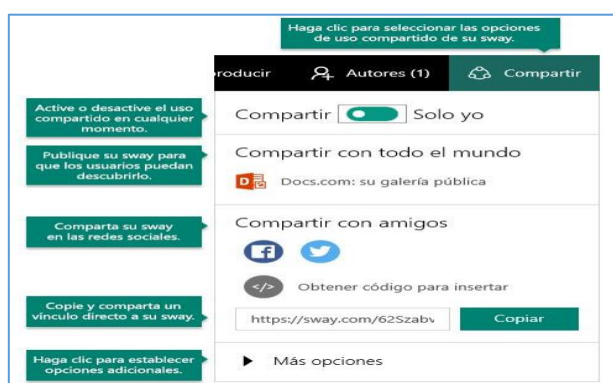 Haga clic para seleccionar las opciones
de uso compartido de su sway.
roducir Autores (1) Compartir
Active o desactive el uso
compartido en cualquier
momento.
Compartir Solo yo
Publique su sway para
que los usuarios puedan
descubrirlo.
Compartir con todo el mundo
Docs.com: su galería pública
Comparta su sway
en las redes sociales.
Compartir con amigos
</> Obtener código para insertar
Copie y comparta un
vínculo directo a su sway.
https://sway.com/62Szabv Copiar
Haga clic para establecer
opciones adicionales.
Más opciones